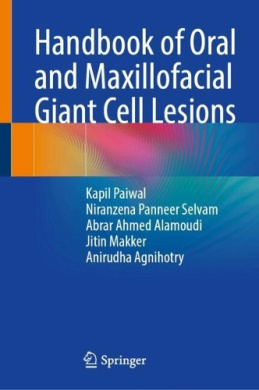 Handbook of Oral
and Maxillofacial
Giant Cell Lesions
Kapil Paiwal
Niranzena Panneer Selvam
Abrar Ahmed Alamoudi
Jitin Makker
Anirudha Agnihotry
Springer